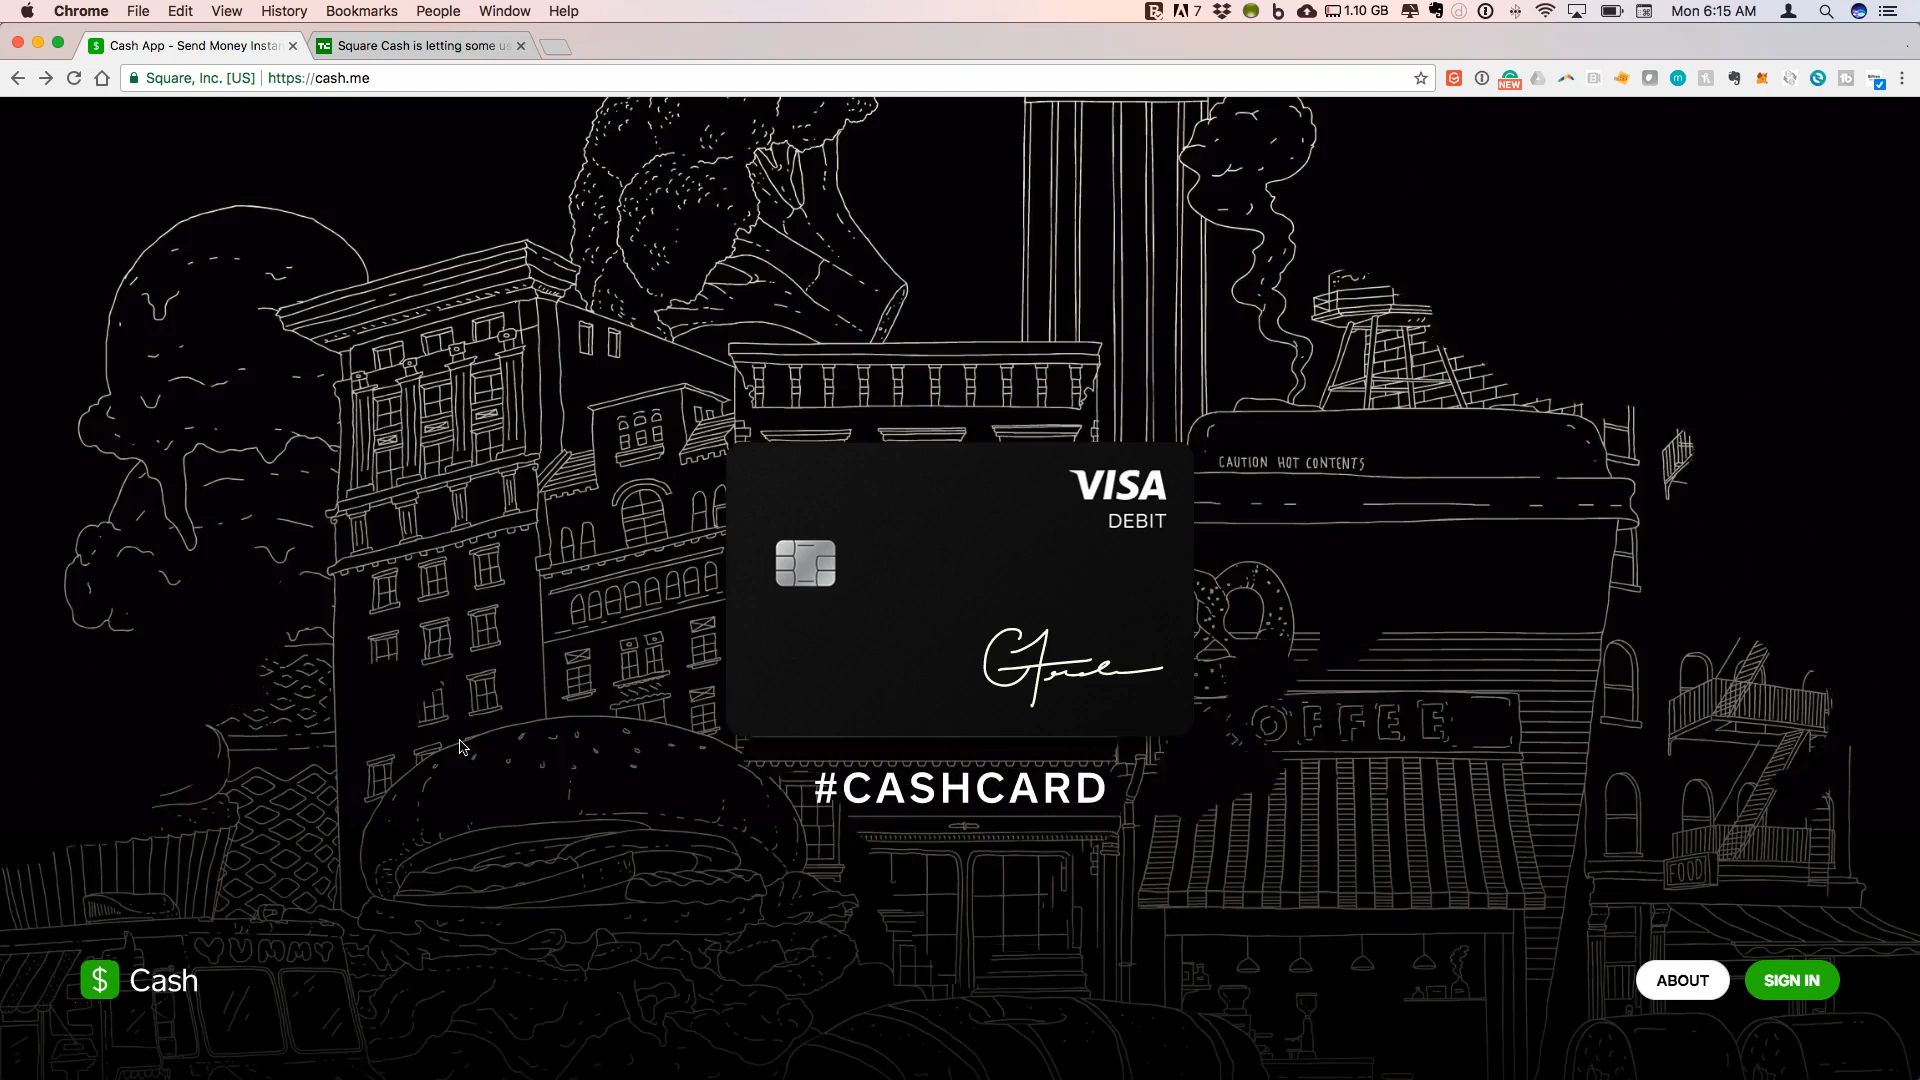 Chrome File Edit View History Bookmarks People Window Help 7 1.10 GB Mon 6:15 AM
Cash App - Send Money Insta Square Cash is letting some us
Square, Inc. [US] https://cash.me NEW
CAUTION HOT CONTENTS
VISA
DEBIT
OFFEE
#CASHCARD
FOOD
YUMMY
$ Cash
ABOUT SIGN IN